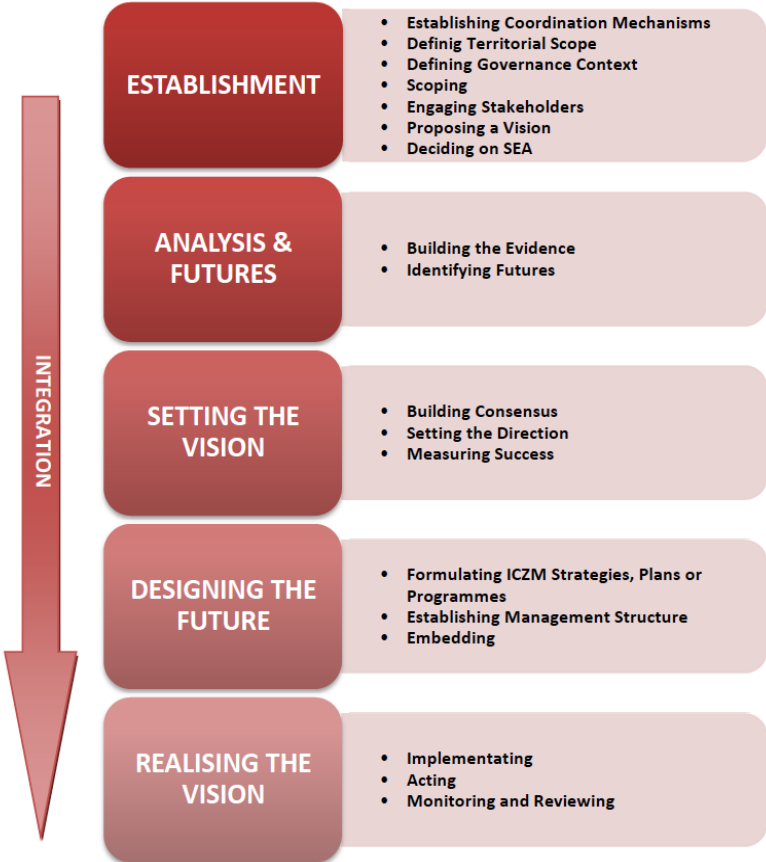 ESTABLISHMENT
• Establishing Coordination Mechanisms
• Definig Territorial Scope
• Defining Governance Context
• Scoping
• Engaging Stakeholders
• Proposing a Vision
• Deciding on SEA
INTEGRATION
ANALYSIS &
FUTURES
• Building the Evidence
• Identifying Futures
SETTING THE
VISION
• Building Consensus
• Setting the Direction
• Measuring Success
DESIGNING THE
FUTURE
• Formulating ICZM Strategies, Plans or
Programmes
• Establishing Management Structure
• Embedding
REALISING THE
VISION
• Implementating
• Acting
• Monitoring and Reviewing